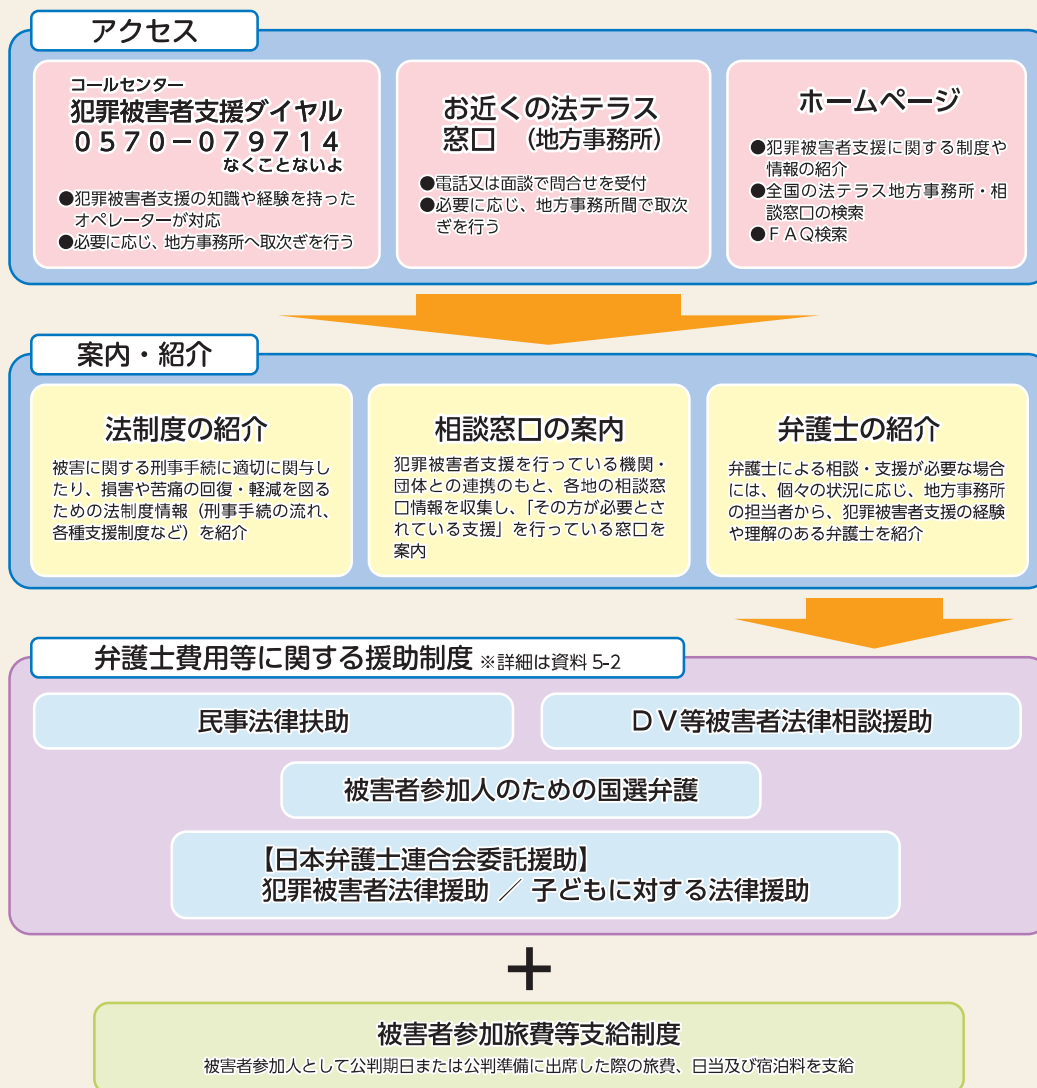 アクセス
コールセンター
犯罪被害者支援ダイヤル
０５７０－０７９７１４
なくことないよ
●犯罪被害者支援の知識や経験を持った
オペレーターが対応
●必要に応じ、地方事務所へ取次ぎを行う
お近くの法テラス
窓口　（地方事務所）
●電話又は面談で問合せを受付
●必要に応じ、地方事務所間で取次
ぎを行う
ホームページ
●犯罪被害者支援に関する制度や
情報の紹介
●全国の法テラス地方事務所・相
談窓口の検索
●ＦＡＱ検索
案内・紹介
法制度の紹介
被害に関する刑事手続に適切に関与し
たり、損害や苦痛の回復・軽減を図る
ための法制度情報（刑事手続の流れ、
各種支援制度など）を紹介
相談窓口の案内
犯罪被害者支援を行っている機関・
団体との連携のもと、各地の相談窓
口情報を収集し、「その方が必要とさ
れている支援」を行っている窓口を
案内
弁護士の紹介
弁護士による相談・支援が必要な場合
には、個々の状況に応じ、地方事務所
の担当者から、犯罪被害者支援の経験
や理解のある弁護士を紹介
弁護士費用等に関する援助制度 ※詳細は資料 5-2
民事法律扶助
ＤＶ等被害者法律相談援助
被害者参加人のための国選弁護
【日本弁護士連合会委託援助】
犯罪被害者法律援助 ／ 子どもに対する法律援助
＋
被害者参加旅費等支給制度
被害者参加人として公判期日または公判準備に出席した際の旅費、日当及び宿泊料を支給